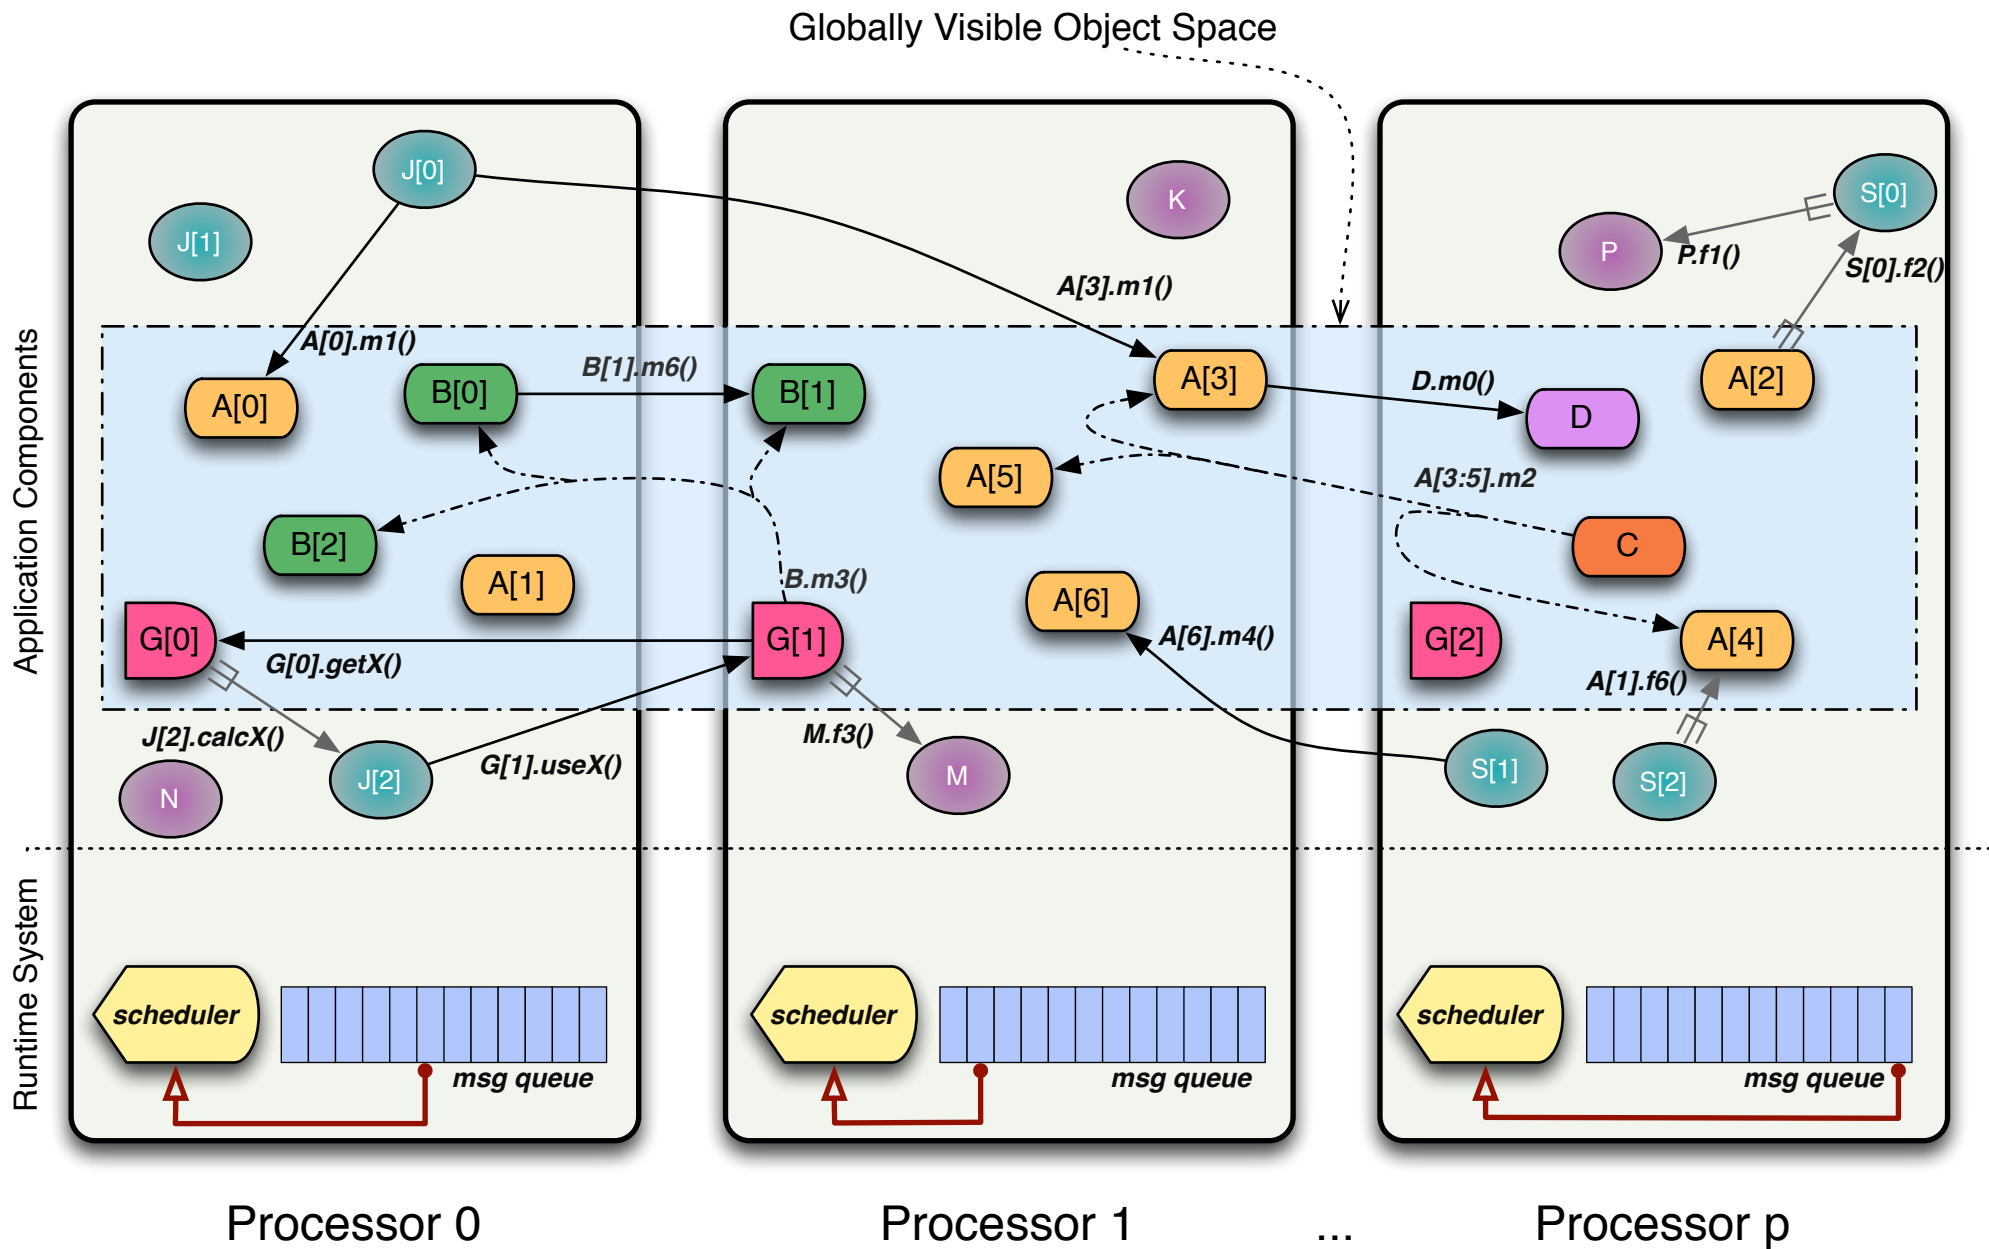 Globally Visible Object Space
J[0]
K
S[0]
J[1]
P
P.f1()
S[0].f2()
A[3].m1()
Application Components
A[0].m1()
B[1].m6()
A[0]
B[0]
B[1]
A[3]
D.m0()
D
A[2]
A[5]
A[3:5].m2
B[2]
A[1]
B.m3()
A[6]
C
G[0]
G[0].getX()
G[1]
A[6].m4()
G[2]
A[4]
A[1].f6()
J[2].calcX()
G[1].useX()
M.f3()
N
J[2]
M
S[1]
S[2]
Runtime System
scheduler
msg queue
scheduler
msg queue
scheduler
msg queue
Processor 0
Processor 1
...
Processor p